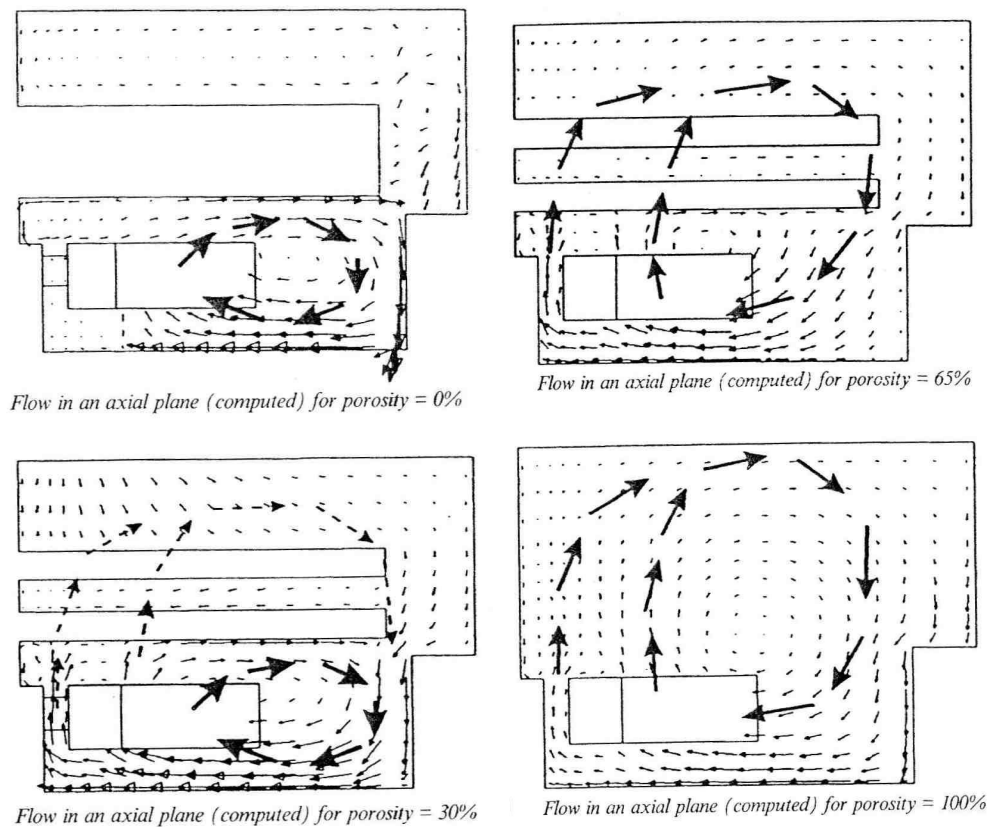 Flow in an axial plane (computed) for porosity = 0%
Flow in an axial plane (computed) for porosity = 65%
Flow in an axial plane (computed) for porosity = 30%
Flow in an axial plane (computed) for porosity = 100%